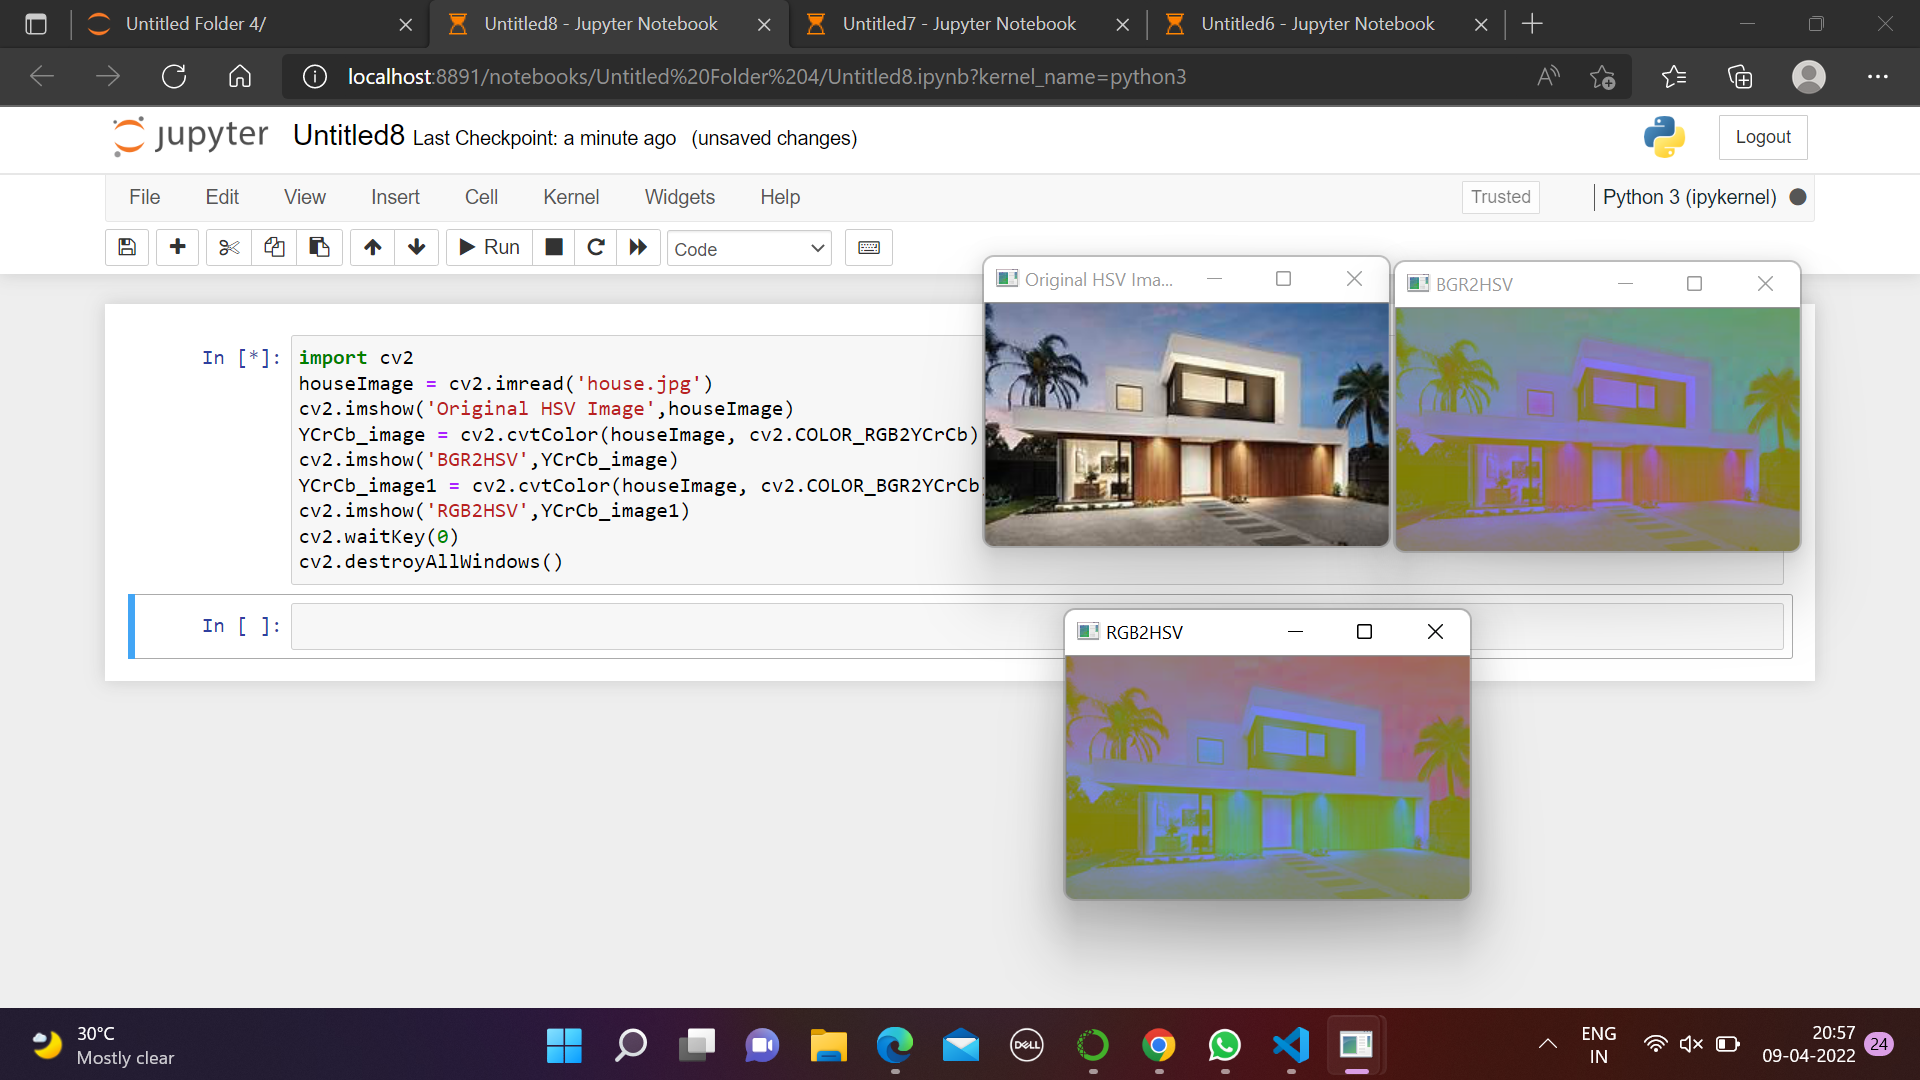 Untitled Folder 4/
Untitled8 - Jupyter Notebook
Untitled7 - Jupyter Notebook
Untitled6 - Jupyter Notebook
localhost:8891/notebooks/Untitled%20Folder%204/Untitled8.ipynb?kernel_name=python3
jupyter Untitled8 Last Checkpoint: a minute ago (unsaved changes)
Logout
File Edit View Insert Cell Kernel Widgets Help
Trusted
Python 3 (ipykernel)
Run
Code
In [*]:
import cv2
houseImage = cv2.imread('house.jpg')
cv2.imshow('Original HSV Image',houseImage)
YCrCb_image = cv2.cvtColor(houseImage, cv2.COLOR_RGB2YCrCb)
cv2.imshow('BGR2HSV',YCrCb_image)
YCrCb_image1 = cv2.cvtColor(houseImage, cv2.COLOR_BGR2YCrCb)
cv2.imshow('RGB2HSV',YCrCb_image1)
cv2.waitKey(0)
cv2.destroyAllWindows()
In [ ]:
Original HSV Ima...
BGR2HSV
RGB2HSV
30°C
Mostly clear
DELL
ENG
IN
20:57
09-04-2022
24